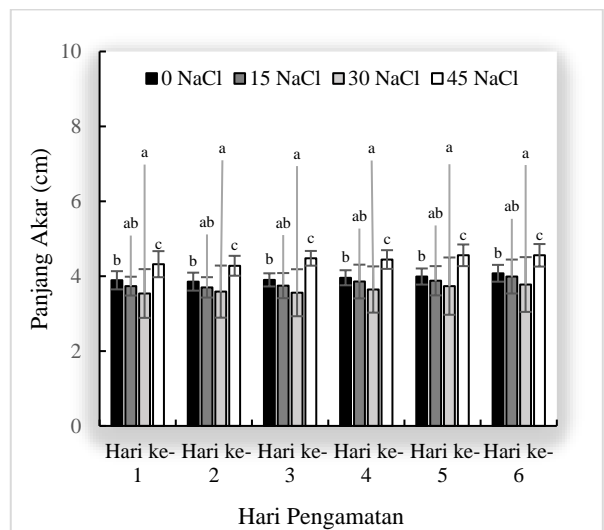 10
8
6
4
2
0
Panjang Akar (cm)
0 NaCl 15 NaCl 30 NaCl 45 NaCl
b ab a c
b ab a c
b ab a c
b ab a c
b ab a c
b ab a c
Hari ke-1
Hari ke-2
Hari ke-3
Hari ke-4
Hari ke-5
Hari ke-6
Hari Pengamatan